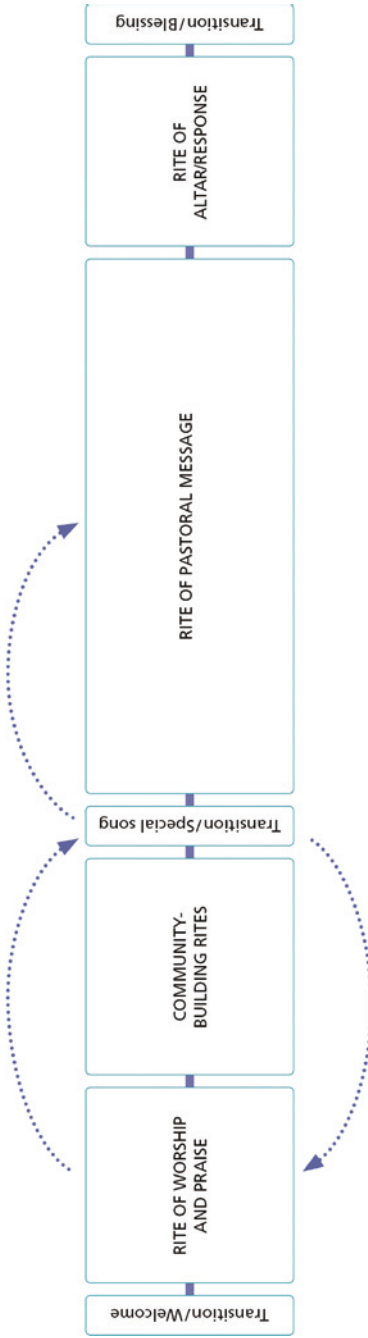 Transition/Welcome
RITE OF WORSHIP
AND PRAISE
COMMUNITY-
BUILDING RITES
Transition/Special song
RITE OF PASTORAL MESSAGE
RITE OF
ALTAR/RESPONSE
Transition/Blessing